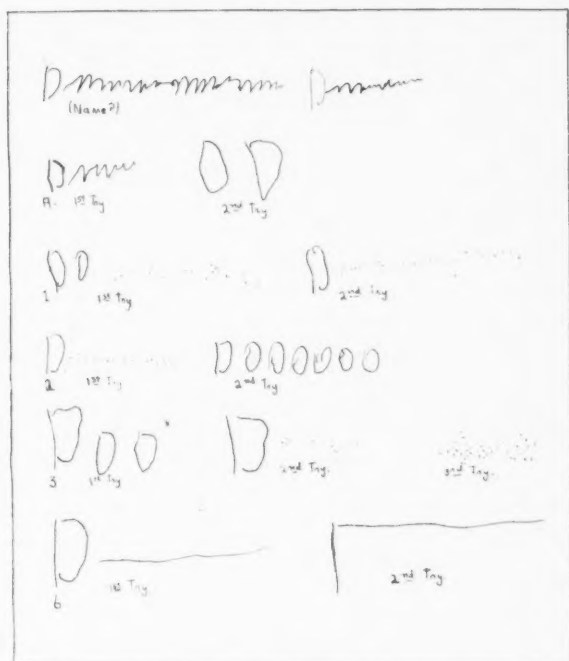 D D
(Name?)
D
A. 1st Try 2nd Try
1 1st Try 2nd Try
D
2 1st Try 2nd Try
3 1st Try 2nd Try. 3nd Try.
6 1st Try 2nd Try